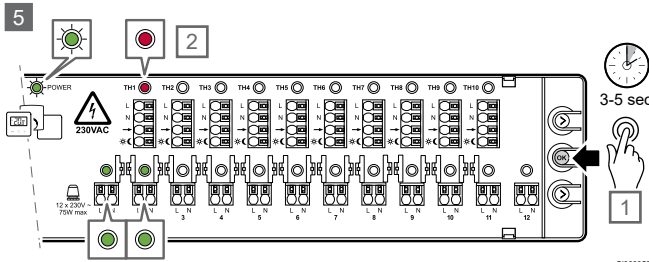 5
2
POWER
TH1 TH2 TH3 TH4 TH5 TH6 TH7 TH8 TH9 TH10
230VAC
L
N
3-5 sec
OK
1
12 x 230V ~
75W max
L N L N L N L N L N L N L N L N L N L N L N L N
3 4 5 6 7 8 9 10 11 12